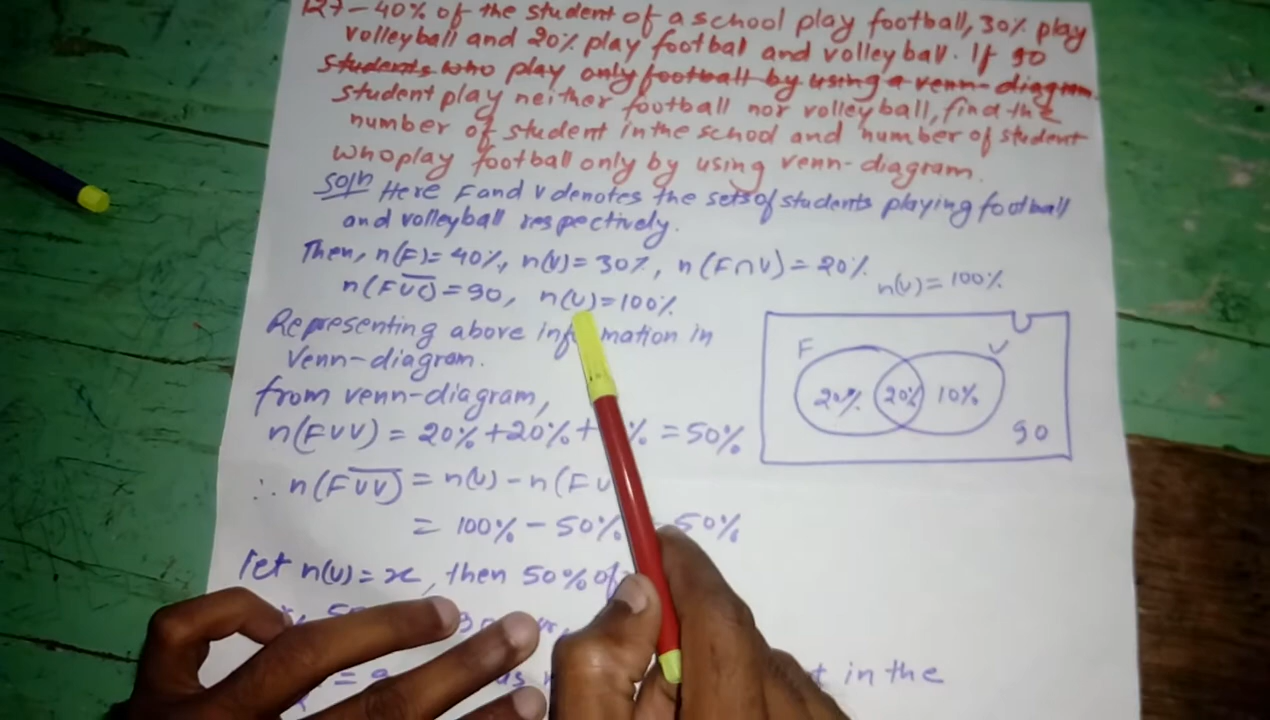 127-40% of the student of a school play football, 30% play
volleyball and 20% play footbal and volleyball. If 90
students who play only football by using a venn-diagram.
student play neither football nor volleyball, find the
number of student in the school and number of student
who play football only by using venn-diagram.
Soln Here F and V denotes the sets of students playing football
and volleyball respectively.
Then, n(F)=40%, n(V)=30%, n(F∩V)=20%.
n(U)=100%
n(F̅U̅C̅)=90, n(U)=100%
Representing above information in
Venn-diagram.
F
V
20%
20%
10%
90
from venn-diagram,
n(FUV) = 20%+20%+ % = 50%
∴ n(F̅U̅V̅) = n(U) - n(FU
= 100% - 50% 50%
let n(U)=x, then 50% of
in the